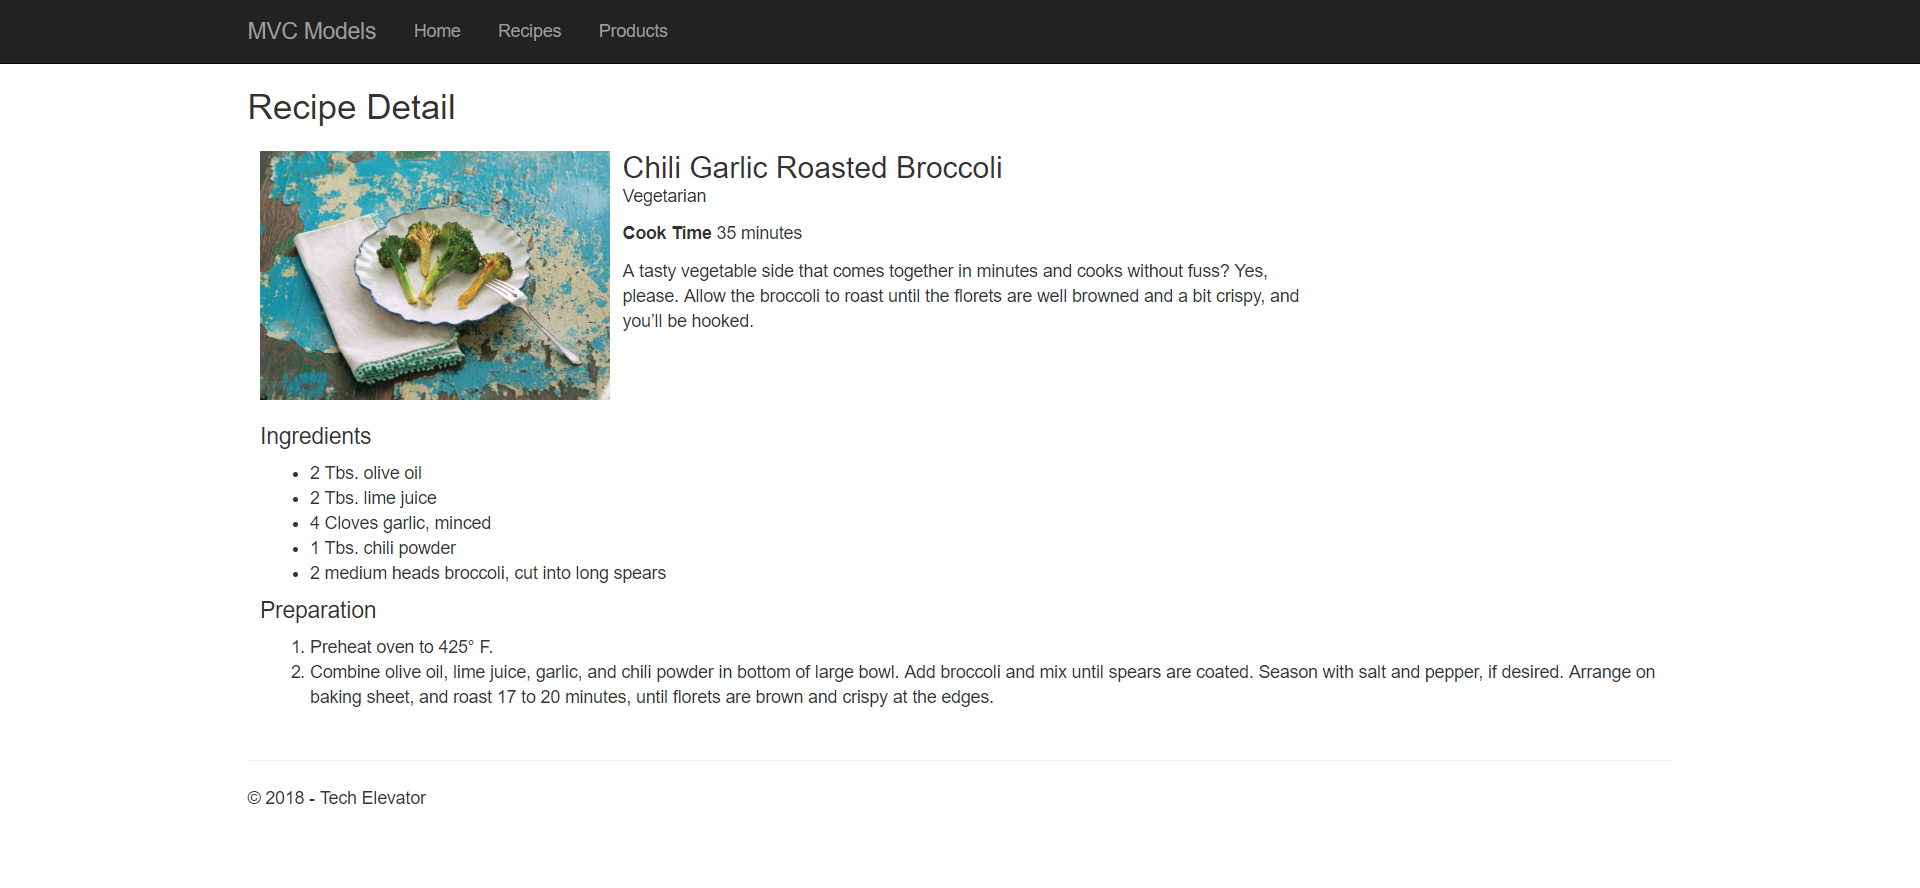 MVC Models Home Recipes Products
Recipe Detail
Chili Garlic Roasted Broccoli
Vegetarian
Cook Time 35 minutes
A tasty vegetable side that comes together in minutes and cooks without fuss? Yes,
please. Allow the broccoli to roast until the florets are well browned and a bit crispy, and
you’ll be hooked.
Ingredients
• 2 Tbs. olive oil
• 2 Tbs. lime juice
• 4 Cloves garlic, minced
• 1 Tbs. chili powder
• 2 medium heads broccoli, cut into long spears
Preparation
1. Preheat oven to 425° F.
2. Combine olive oil, lime juice, garlic, and chili powder in bottom of large bowl. Add broccoli and mix until spears are coated. Season with salt and pepper, if desired. Arrange on
baking sheet, and roast 17 to 20 minutes, until florets are brown and crispy at the edges.
© 2018 - Tech Elevator